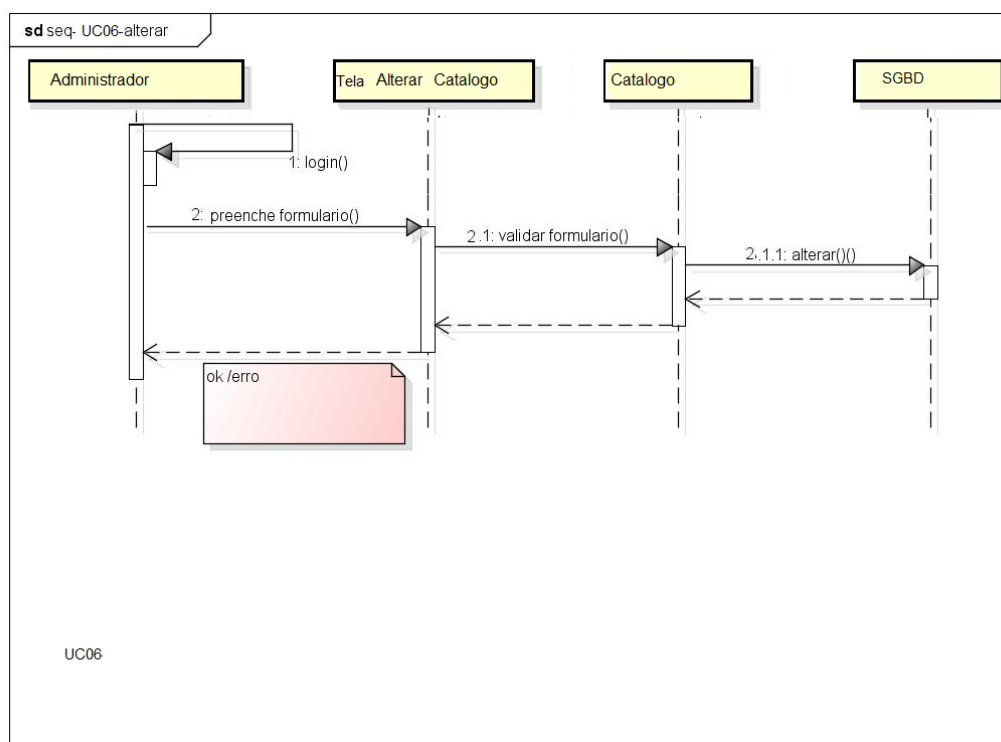 sd seq- UC06-alterar
Administrador
Tela Alterar Catalogo
Catalogo
SGBD
1: login()
2: preenche formulario()
2.1: validar formulario()
2.1.1: alterar()()
ok /erro
UC06